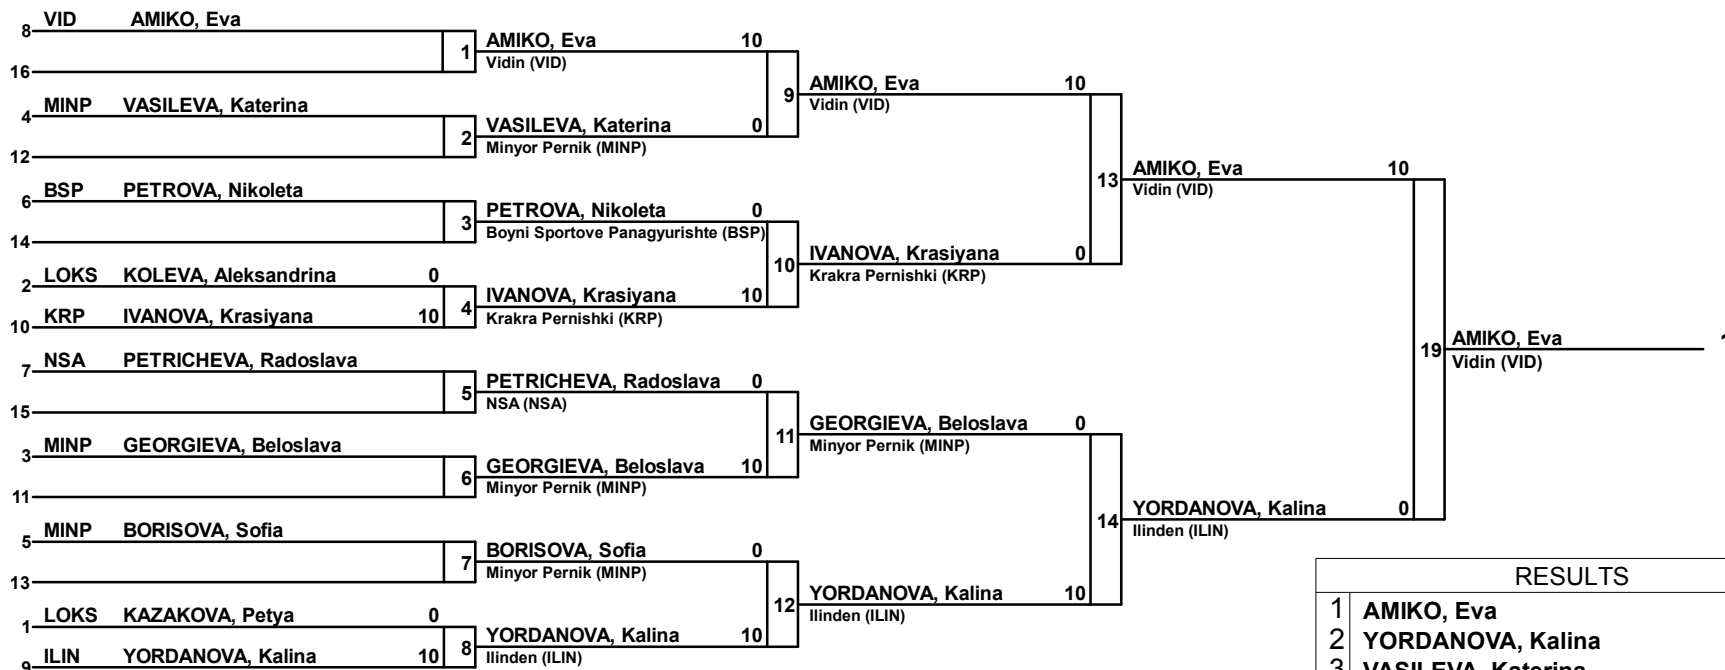 8 VID AMIKO, Eva
16
4 MINP VASILEVA, Katerina
12
6 BSP PETROVA, Nikoleta
14
2 LOKS KOLEVA, Aleksandrina 0
10 KRP IVANOVA, Krasiyana 10
7 NSA PETRICHEVA, Radoslava
15
3 MINP GEORGIEVA, Beloslava
11
5 MINP BORISOVA, Sofia
13
1 LOKS KAZAKOVA, Petya 0
9 ILIN YORDANOVA, Kalina 10
1 AMIKO, Eva 10
Vidin (VID)
2 VASILEVA, Katerina 0
Minyor Pernik (MINP)
3 PETROVA, Nikoleta 0
Boyni Sportove Panagyurishte (BSP)
4 IVANOVA, Krasiyana 10
Krakra Pernishki (KRP)
5 PETRICHEVA, Radoslava 0
NSA (NSA)
6 GEORGIEVA, Beloslava 10
Minyor Pernik (MINP)
7 BORISOVA, Sofia 0
Minyor Pernik (MINP)
8 YORDANOVA, Kalina 10
Ilinden (ILIN)
9 AMIKO, Eva 10
Vidin (VID)
10 IVANOVA, Krasiyana 0
Krakra Pernishki (KRP)
11 GEORGIEVA, Beloslava 0
Minyor Pernik (MINP)
12 YORDANOVA, Kalina 10
Ilinden (ILIN)
13 AMIKO, Eva 10
Vidin (VID)
14 YORDANOVA, Kalina 0
Ilinden (ILIN)
19 AMIKO, Eva
Vidin (VID)
RESULTS
1 AMIKO, Eva
2 YORDANOVA, Kalina
3 VASILEVA, Katerina